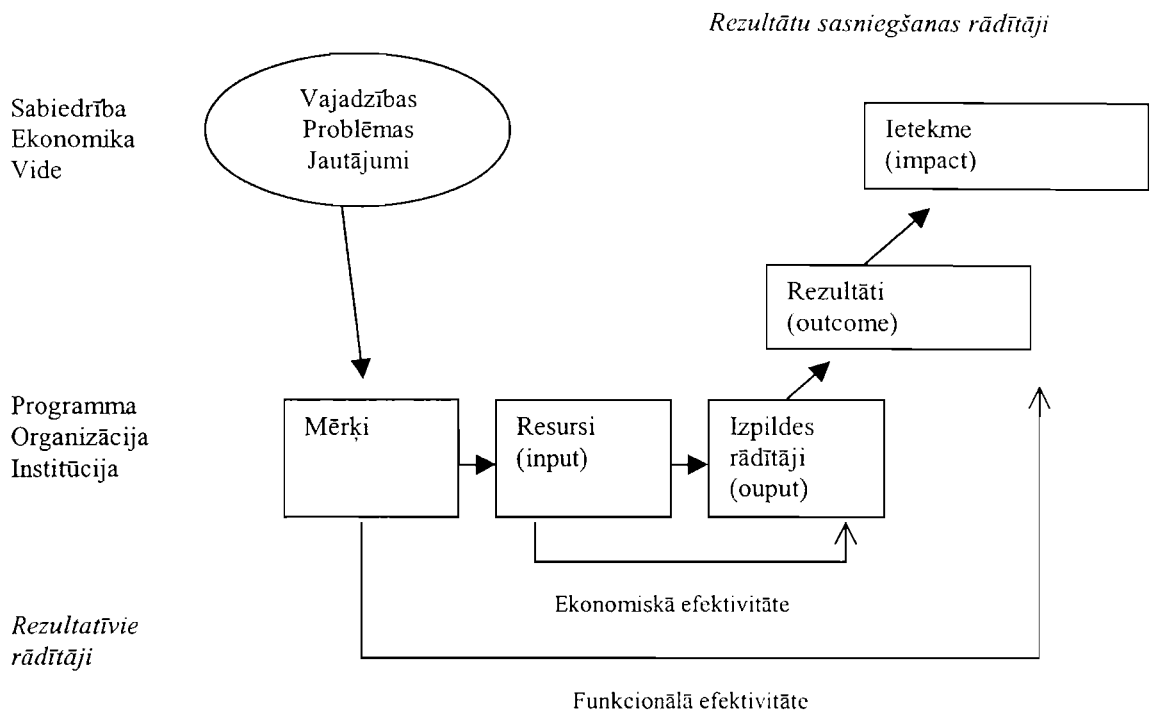 Rezultātu sasniegšanas rādītāji
Sabiedrība
Ekonomika
Vide
Vajadzības
Problēmas
Jautājumi
Ietekme
(impact)
Rezultāti
(outcome)
Programma
Organizācija
Institūcija
Mērķi
Resursi
(input)
Izpildes
rādītāji
(ouput)
Ekonomiskā efektivitāte
Rezultatīvie
rādītāji
Funkcionālā efektivitāte